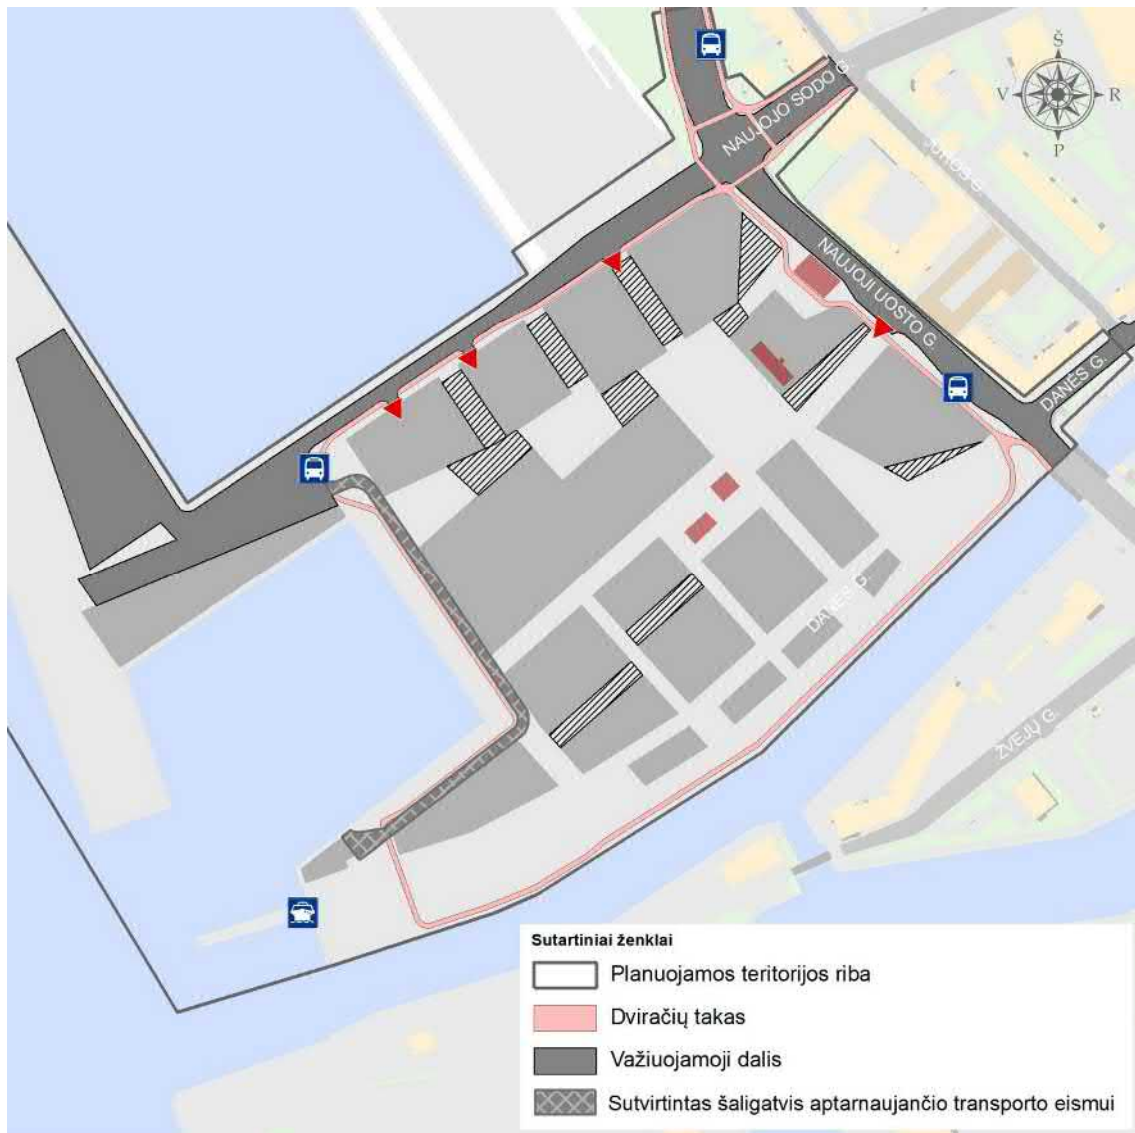 Š
V
R
P
NAUJOJO SODO G.
JŪROS G.
NAUJOJI UOSTO G.
DANĖS G.
DANĖS G.
ŽVEJŲ G.
Sutartiniai ženklai
Planuojamos teritorijos riba
Dviračių takas
Važiuojamoji dalis
Sutvirtintas šaligatvis aptarnaujančio transporto eismui